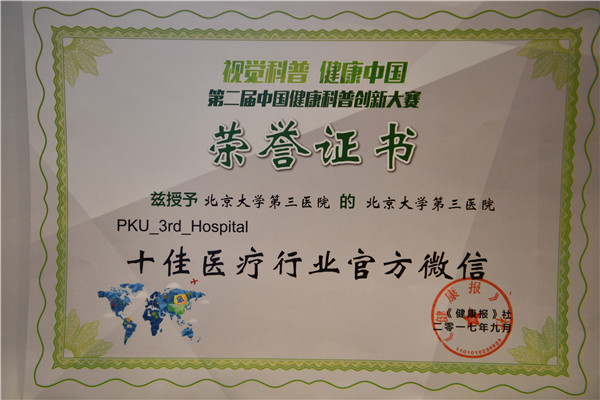 视觉科普 健康中国
第二届中国健康科普创新大赛
荣誉证书
兹授予 北京大学第三医院 的 北京大学第三医院
PKU_3rd_Hospital
十佳医疗行业官方微信
《健康报》社
二零一七年九月